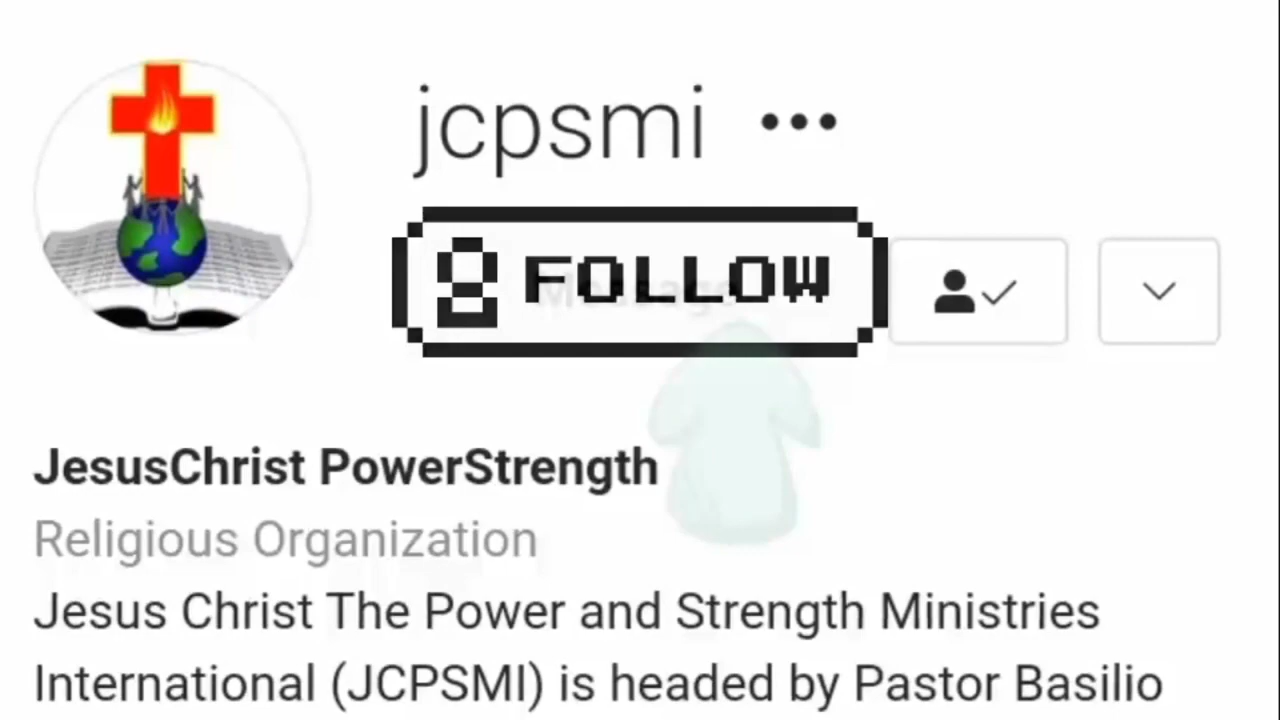 jcpsmi
FOLLOW
Message
JesusChrist PowerStrength
Religious Organization
Jesus Christ The Power and Strength Ministries
International (JCPSMI) is headed by Pastor Basilio